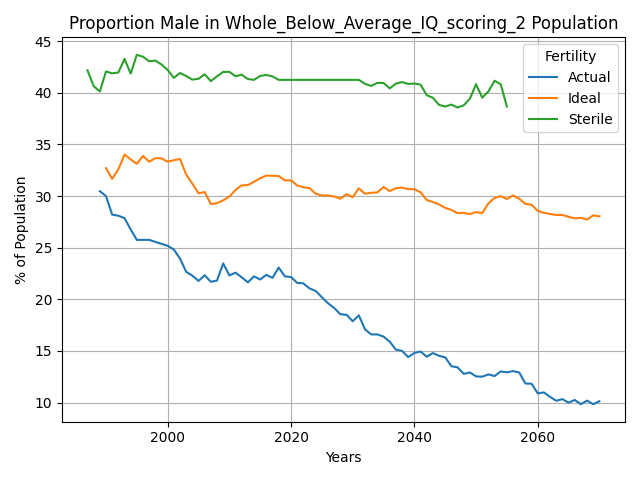 Proportion Male in Whole_Below_Average_IQ_scoring_2 Population
45
40
35
30
25
20
15
10
% of Population
Fertility
Actual
Ideal
Sterile
2000 2020 2040 2060
Years